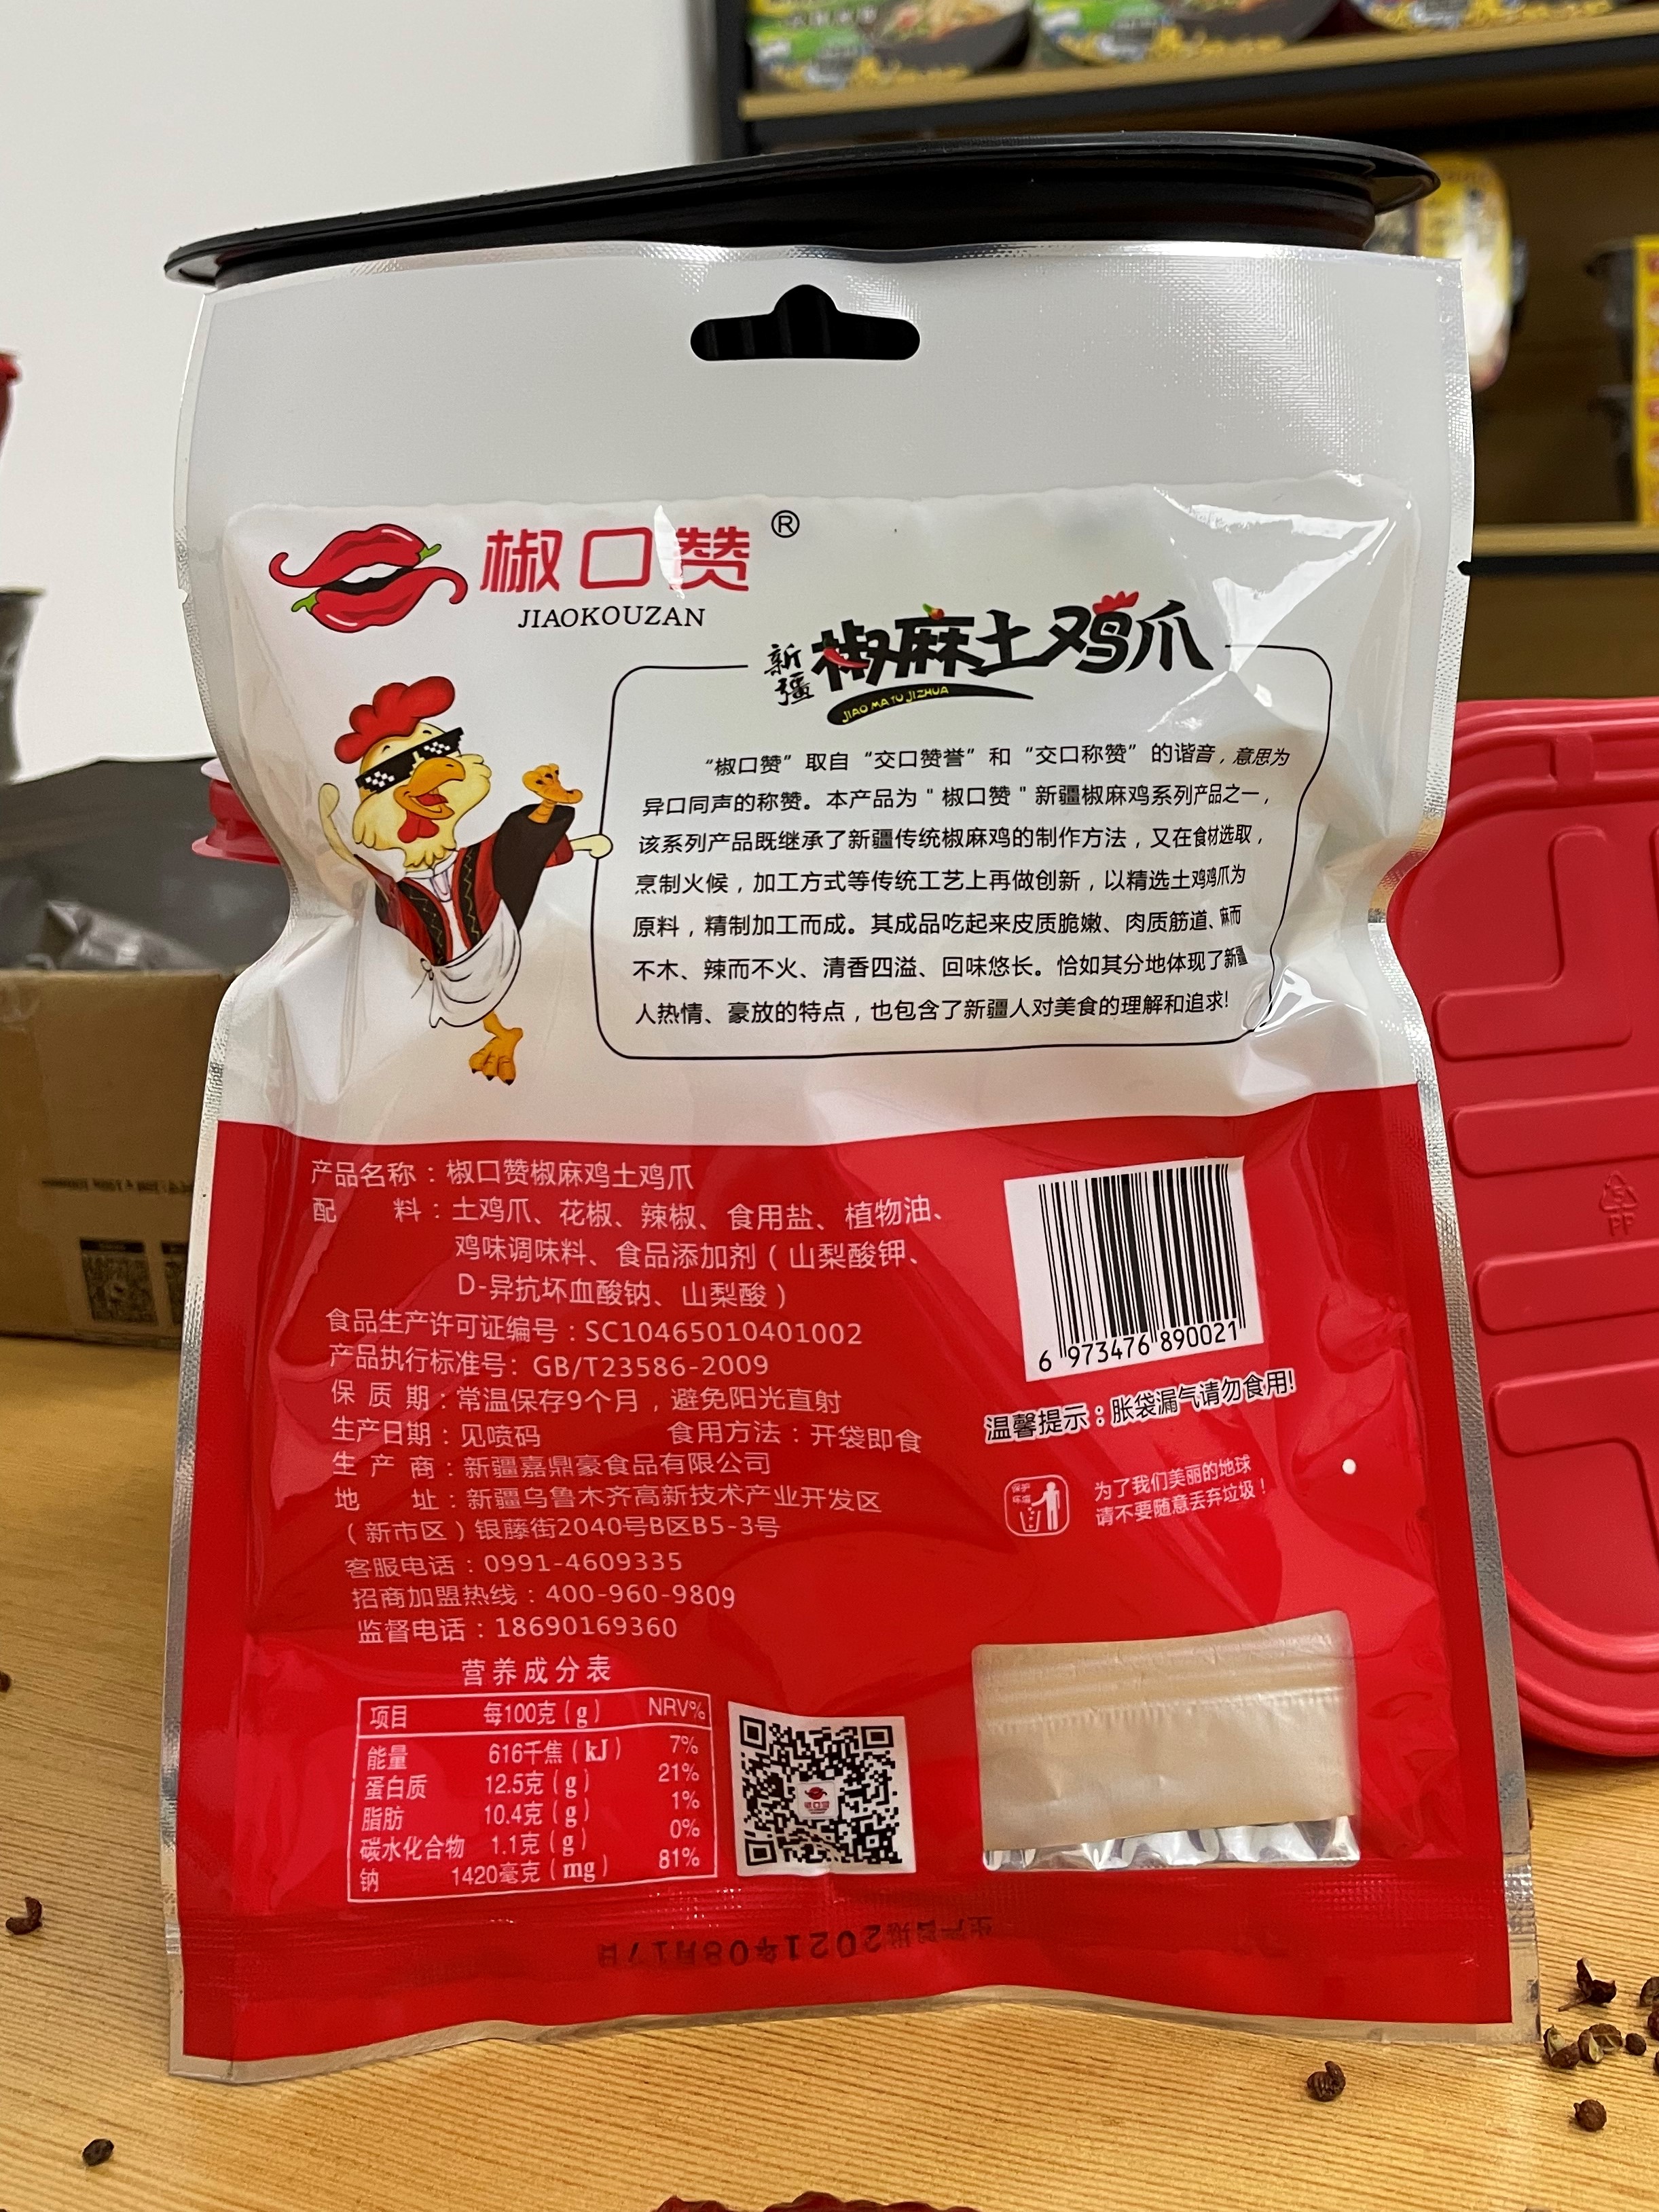 椒口赞®
JIAOKOUZAN
新疆 椒麻土鸡爪
JIAO MA TU JIZHUA
“椒口赞”取自“交口赞誉”和“交口称赞”的谐音，意思为
异口同声的称赞。本产品为"椒口赞"新疆椒麻鸡系列产品之一，
该系列产品既继承了新疆传统椒麻鸡的制作方法，又在食材选取，
烹制火候，加工方式等传统工艺上再做创新，以精选土鸡鸡爪为
原料，精制加工而成。其成品吃起来皮质脆嫩、肉质筋道、麻而
不木、辣而不火、清香四溢、回味悠长。恰如其分地体现了新疆
人热情、豪放的特点，也包含了新疆人对美食的理解和追求!
产品名称：椒口赞椒麻鸡土鸡爪
配 料：土鸡爪、花椒、辣椒、食用盐、植物油、
鸡味调味料、食品添加剂（山梨酸钾、
D-异抗坏血酸钠、山梨酸）
食品生产许可证编号：SC10465010401002
产品执行标准号：GB/T23586-2009
保 质 期：常温保存9个月，避免阳光直射
生产日期：见喷码 食用方法：开袋即食
生 产 商：新疆嘉鼎豪食品有限公司
地 址：新疆乌鲁木齐高新技术产业开发区
（新市区）银藤街2040号B区B5-3号
客服电话：0991-4609335
招商加盟热线：400-960-9809
监督电话：18690169360
6 973476 890021
温馨提示：胀袋漏气请勿食用!
保护环境
为了我们美丽的地球
请不要随意丢弃垃圾！
营养成分表
项目 每100克（g） NRV%
能量 616千焦（kJ） 7%
蛋白质 12.5克（g） 21%
脂肪 10.4克（g） 1%
碳水化合物 1.1克（g） 0%
钠 1420毫克（mg） 81%
椒口赞
生产日期2021年08月17日
PP